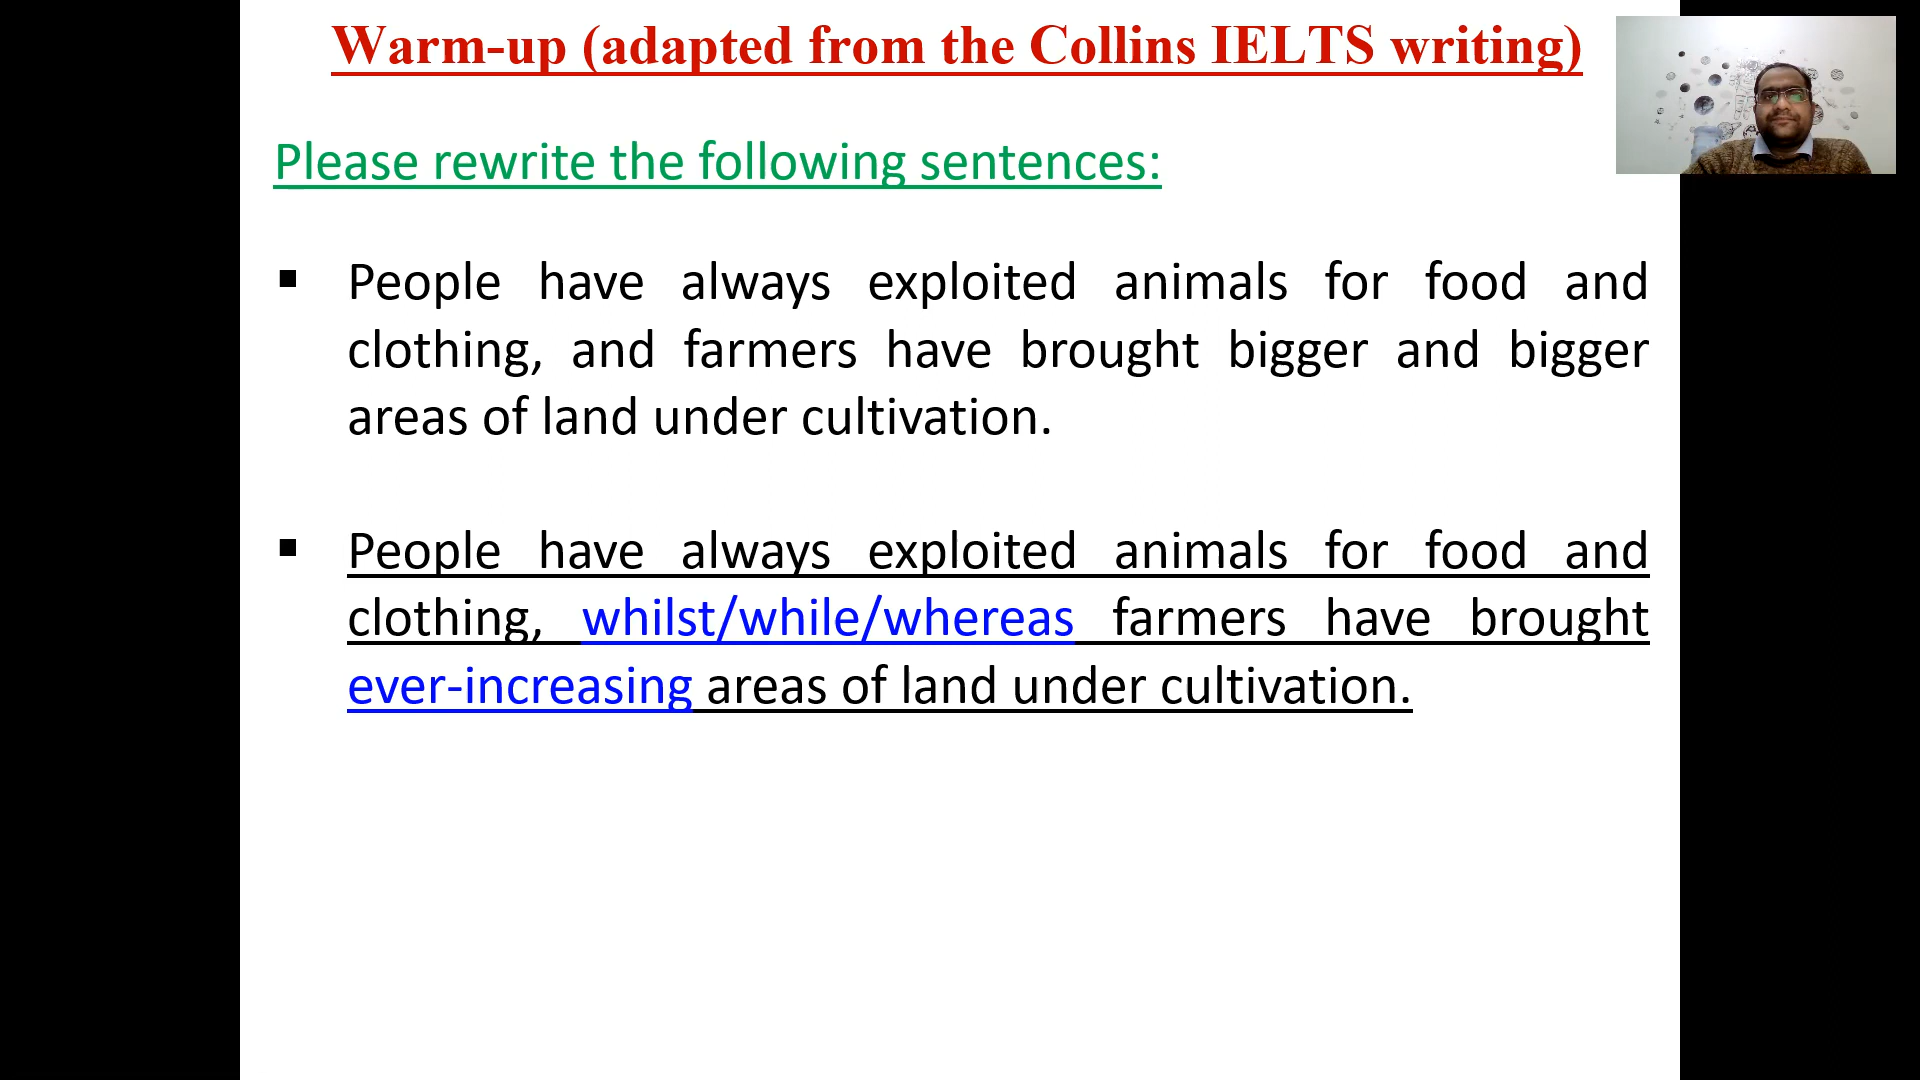 Warm-up (adapted from the Collins IELTS writing)
Please rewrite the following sentences:
▪ People have always exploited animals for food and
clothing, and farmers have brought bigger and bigger
areas of land under cultivation.
▪ People have always exploited animals for food and
clothing, whilst/while/whereas farmers have brought
ever-increasing areas of land under cultivation.